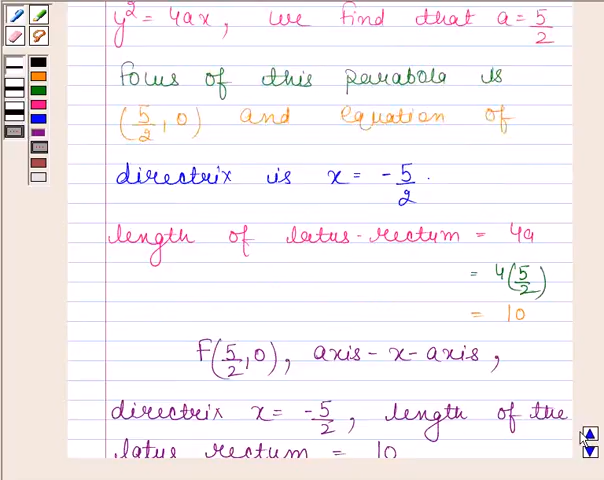 y² = 4ax, we find that a = 5/2
focus of this parabola is
(5/2, 0) and equation of
directrix is x = -5/2.
length of latus-rectum = 4a
= 4(5/2)
= 10
F(5/2, 0), axis - x-axis,
directrix x = -5/2, length of the
latus rectum = 10